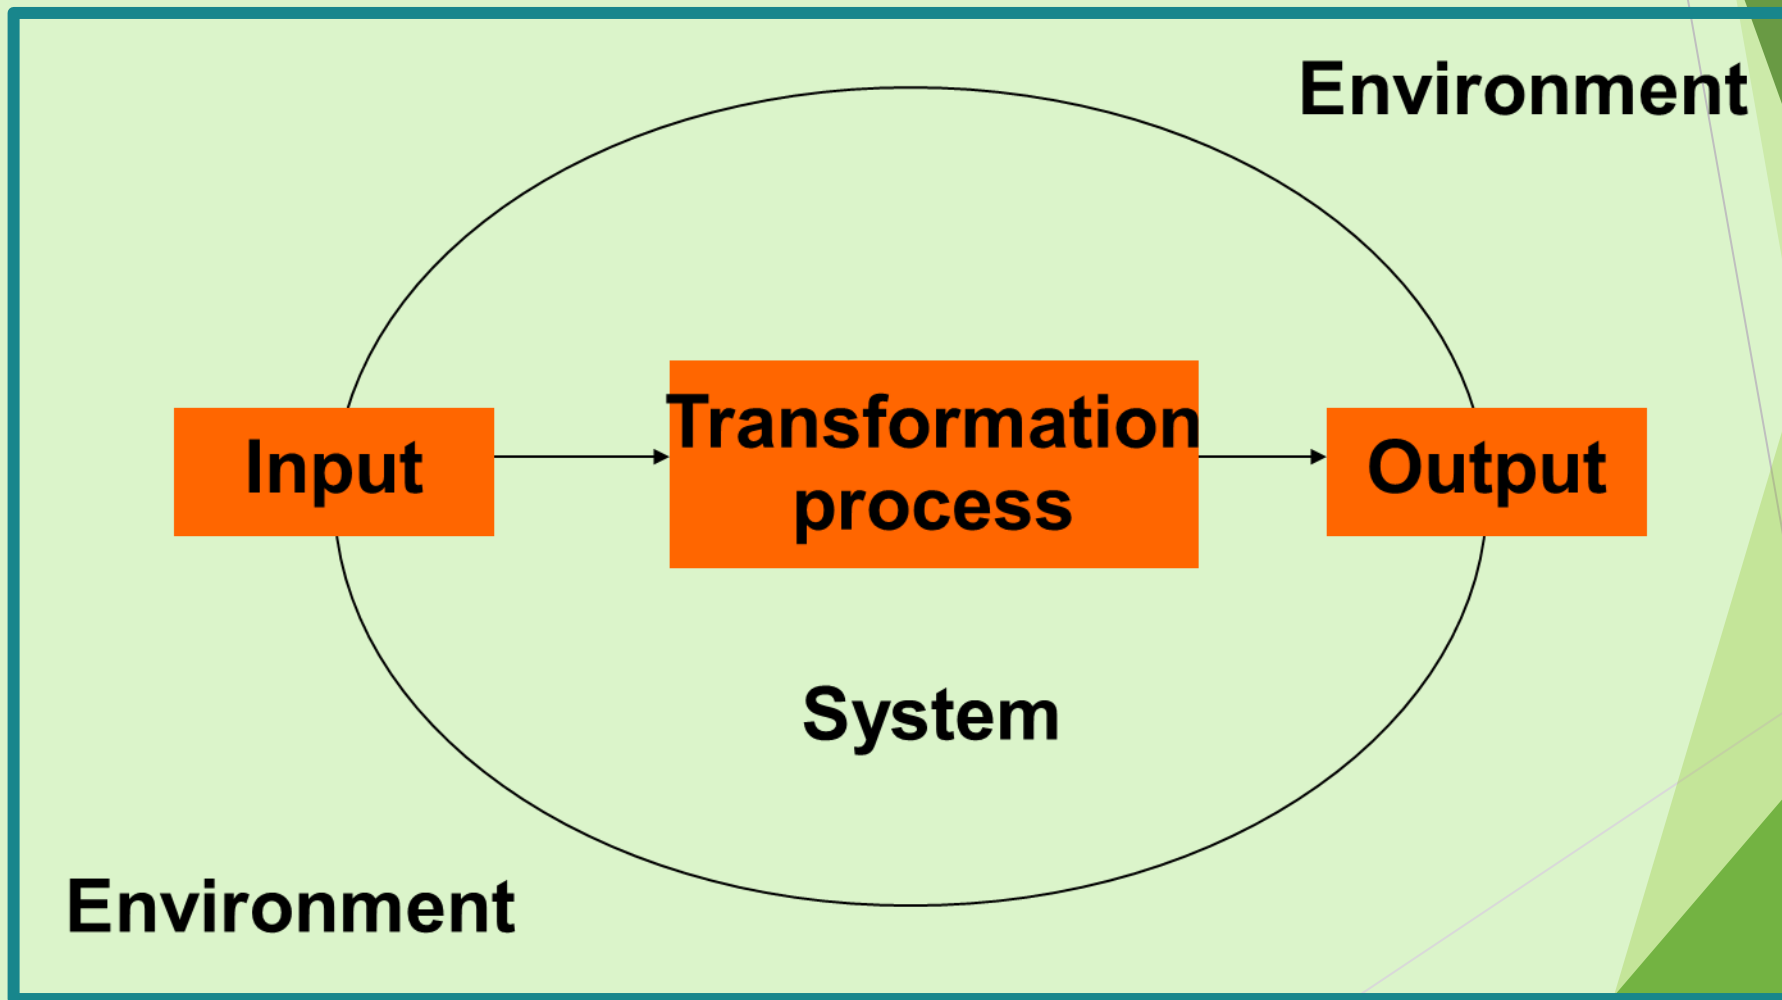 Environment
Input
Transformation
process
Output
System
Environment